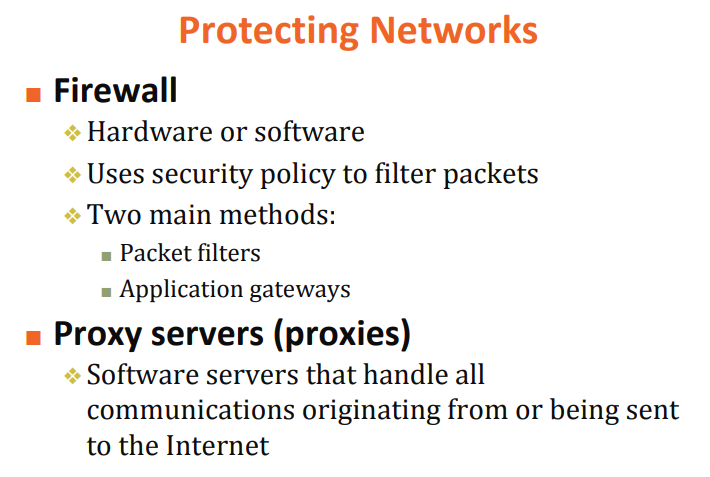 Protecting Networks
Firewall
Hardware or software
Uses security policy to filter packets
Two main methods:
Packet filters
Application gateways
Proxy servers (proxies)
Software servers that handle all
communications originating from or being sent
to the Internet